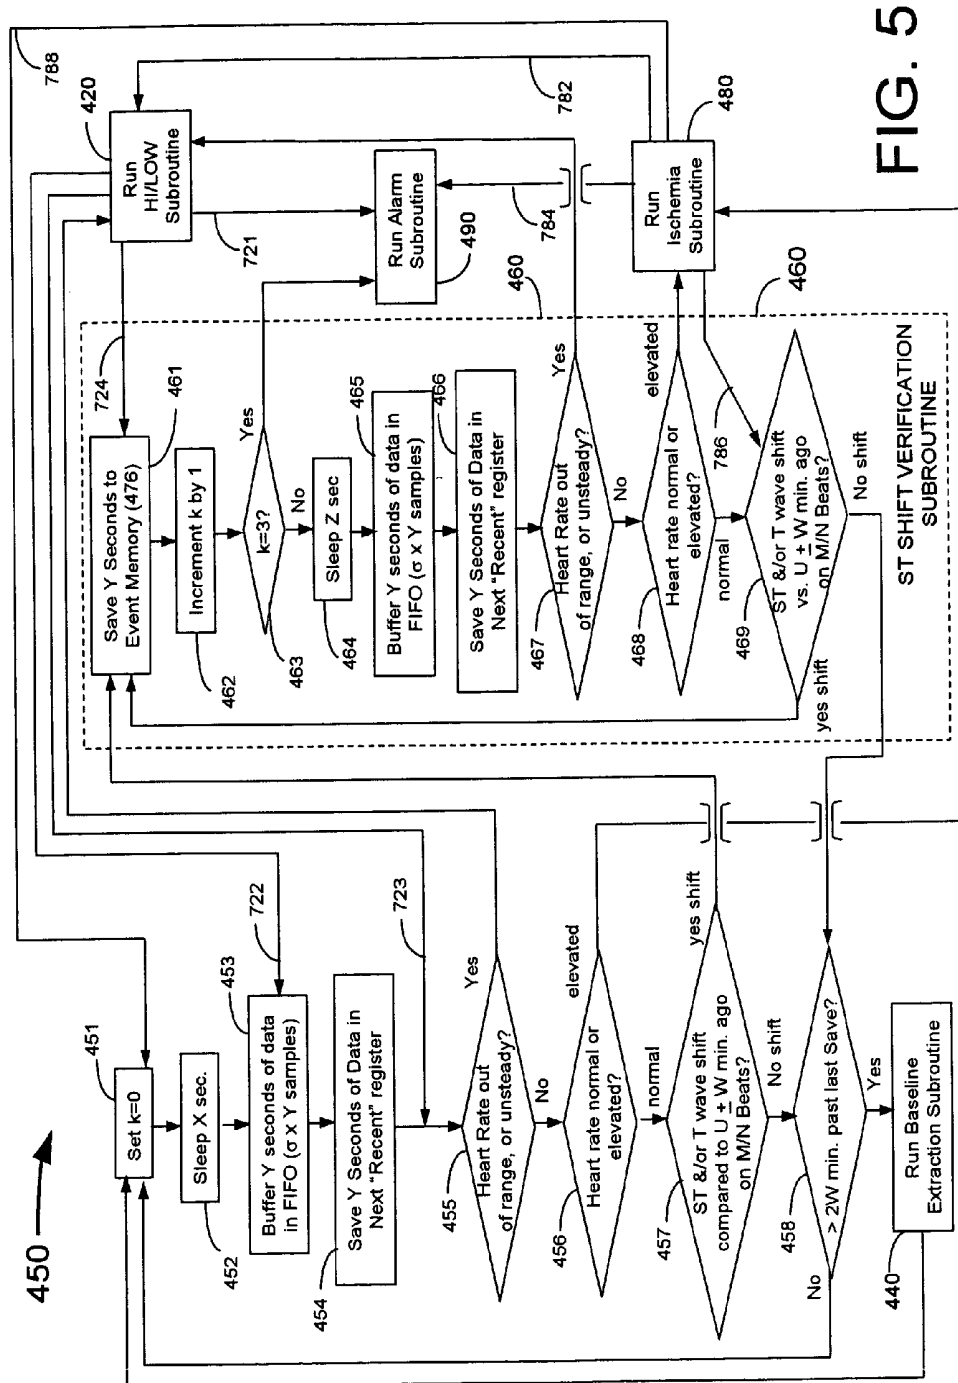 FIG. 5
450
451
Set k=0
Sleep X sec.
452
453
Buffer Y seconds of data
in FIFO (σ x Y samples)
722
Save Y Seconds of Data in
Next "Recent" register
454
723
Heart Rate out
of range, or unsteady?
455
Yes
No
Heart rate normal or
elevated?
456
elevated
normal
ST &/or T wave shift
compared to U ± W min. ago
on M/N Beats?
457
yes shift
No shift
> 2W min. past last Save?
458
No
Yes
Run Baseline
Extraction Subroutine
440
788
420
Run
HI/LOW
Subroutine
724
721
782
Run Alarm
Subroutine
490
784
460
480
Run
Ischemia
Subroutine
460
Save Y Seconds to
Event Memory (476)
461
Increment k by 1
462
k=3?
463
Yes
No
Sleep Z sec
464
Buffer Y seconds of data in
FIFO (σ x Y samples)
465
Save Y Seconds of Data in
Next "Recent" register
466
Heart Rate out
of range, or unsteady?
467
Yes
No
Heart rate normal or
elevated?
468
elevated
normal
786
ST &/or T wave shift
vs. U ± W min. ago
on M/N Beats?
469
yes shift
No shift
ST SHIFT VERIFICATION
SUBROUTINE